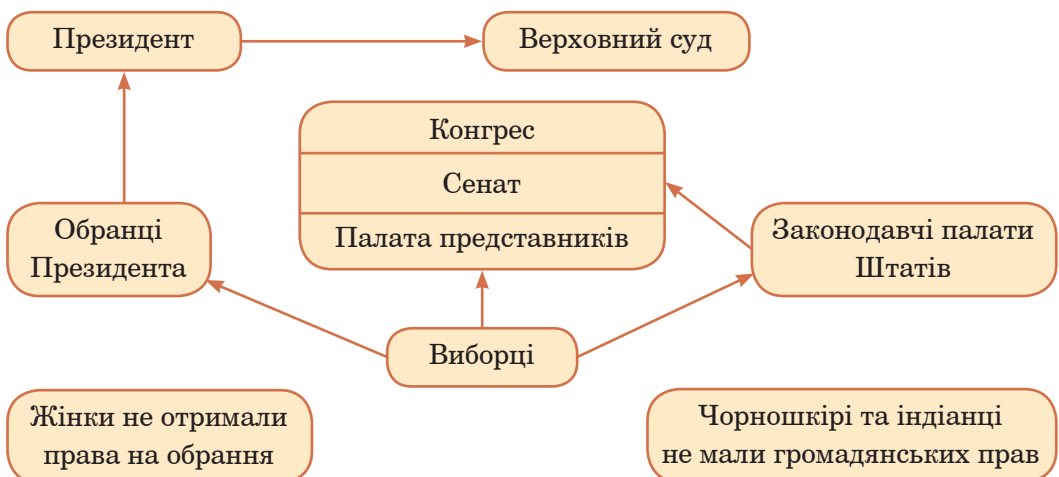 Президент
Верховний суд
Конгрес
Сенат
Палата представників
Обранці
Президента
Законодавчі палати
Штатів
Виборці
Жінки не отримали
права на обрання
Чорношкірі та індіанці
не мали громадянських прав